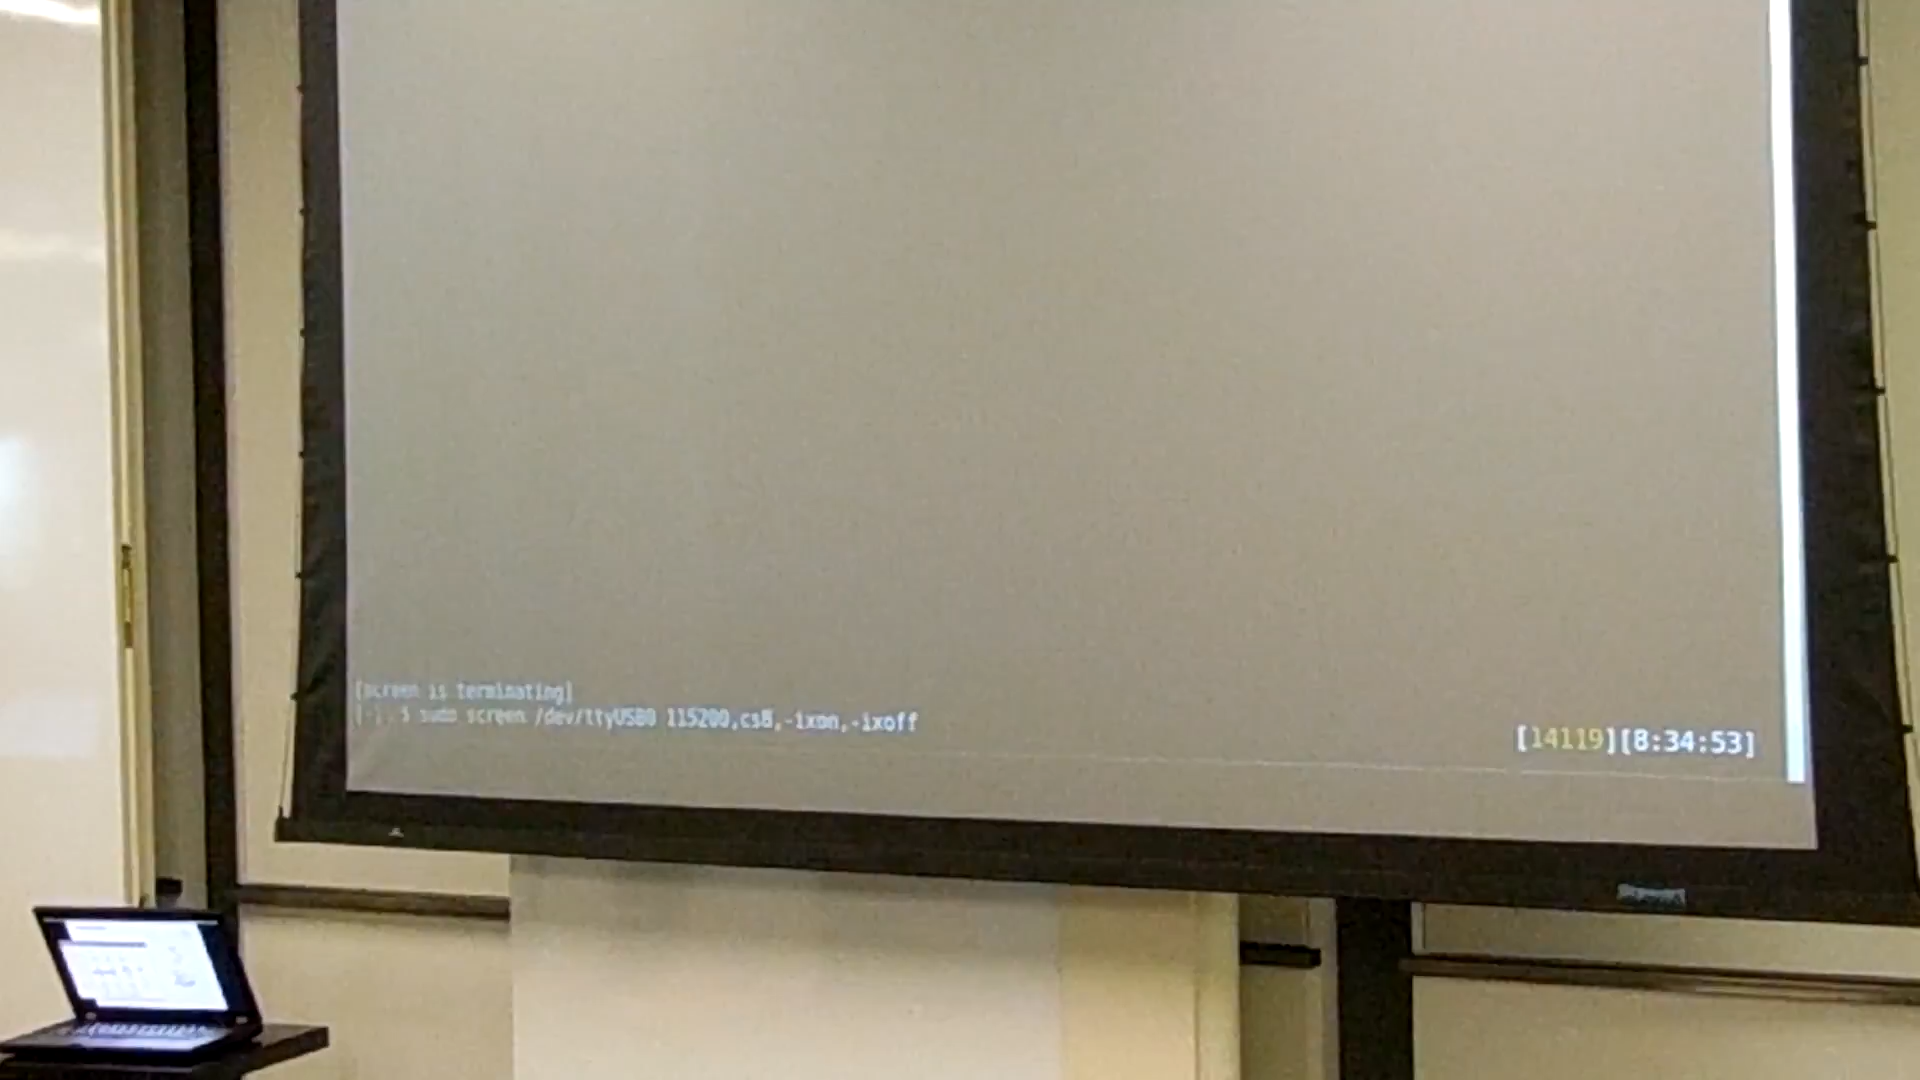 [screen is terminating]
[~] $ sudo screen /dev/ttyUSB0 115200,cs8,-ixon,-ixoff
[14119][8:34:53]